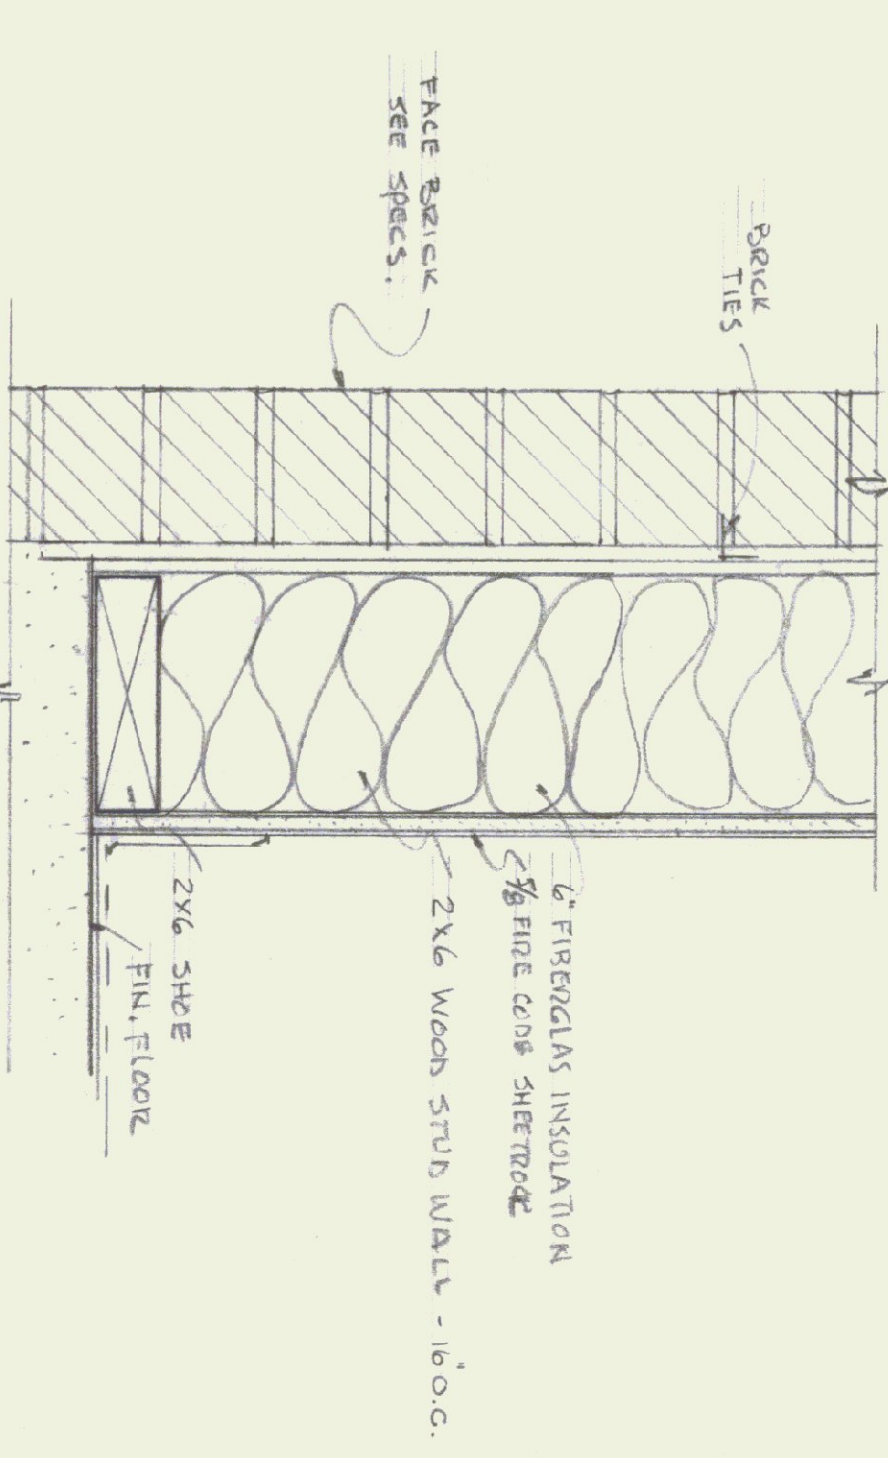 BRICK
TIES
FACE BRICK
SEE SPECS.
6" FIBERGLAS INSULATION
5/8 FIRE CODE SHEETROCK
2X6 WOOD STUD WALL - 16" O.C.
2X6 SHOE
FIN. FLOOR